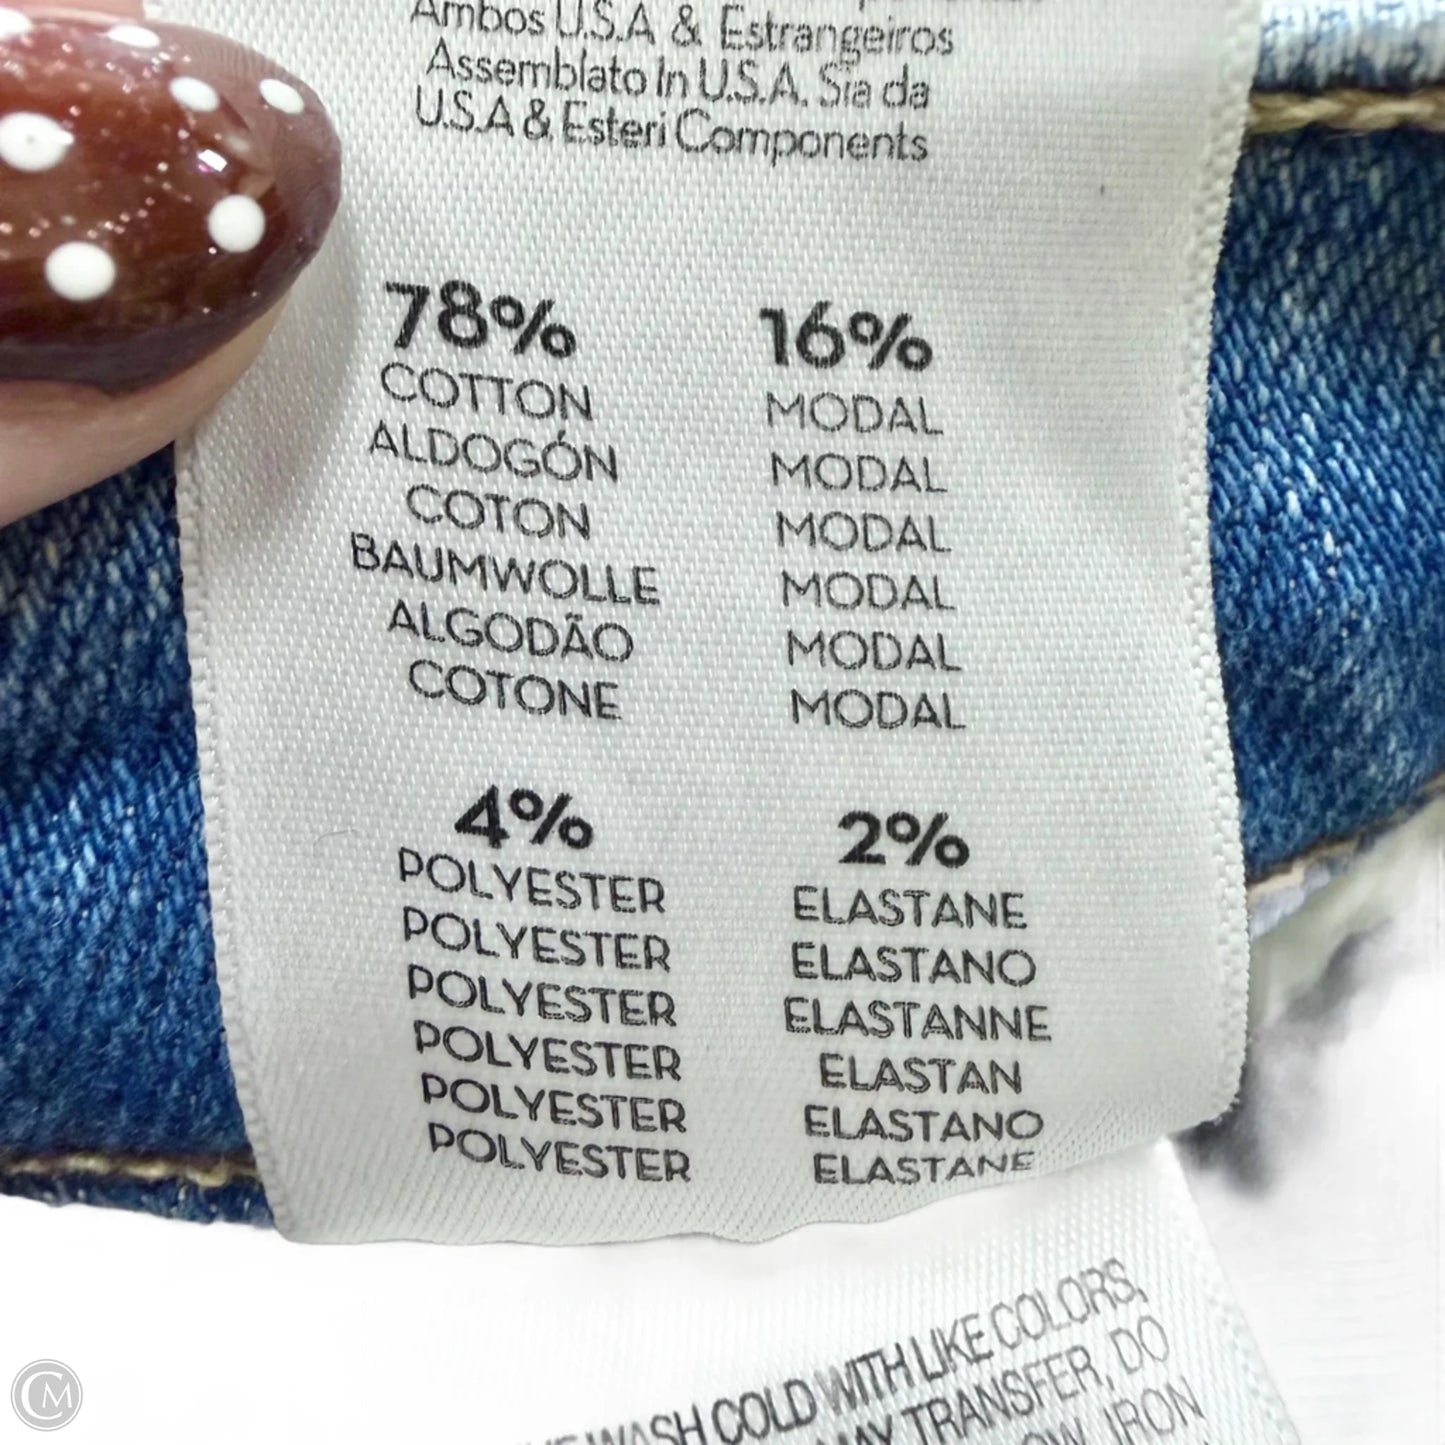 Ambos U.S.A & Estrangeiros
Assemblato In U.S.A. Sia da
U.S.A & Esteri Components
78%
COTTON
ALDOGÓN
COTON
BAUMWOLLE
ALGODÃO
COTONE
16%
MODAL
MODAL
MODAL
MODAL
MODAL
MODAL
4%
POLYESTER
POLYESTER
POLYESTER
POLYESTER
POLYESTER
POLYESTER
2%
ELASTANE
ELASTANO
ELASTANNE
ELASTAN
ELASTANO
ELASTANE
WASH COLD WITH LIKE COLORS,
MAY TRANSFER, DO
IRON
CM